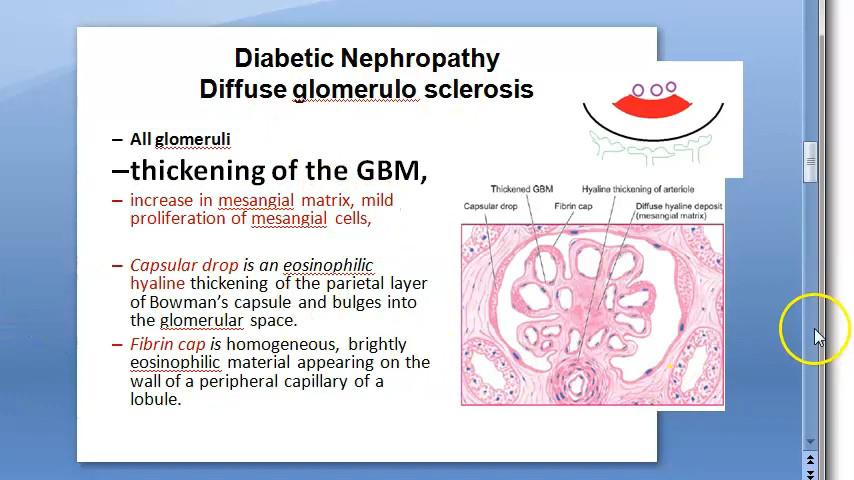 Diabetic Nephropathy
Diffuse glomerulo sclerosis
– All glomeruli
–thickening of the GBM,
– increase in mesangial matrix, mild
proliferation of mesangial cells,
– Capsular drop is an eosinophilic
hyaline thickening of the parietal layer
of Bowman's capsule and bulges into
the glomerular space.
– Fibrin cap is homogeneous, brightly
eosinophilic material appearing on the
wall of a peripheral capillary of a
lobule.
Thickened GBM
Hyaline thickening of arteriole
Capsular drop
Fibrin cap
Diffuse hyaline deposit
(mesangial matrix)